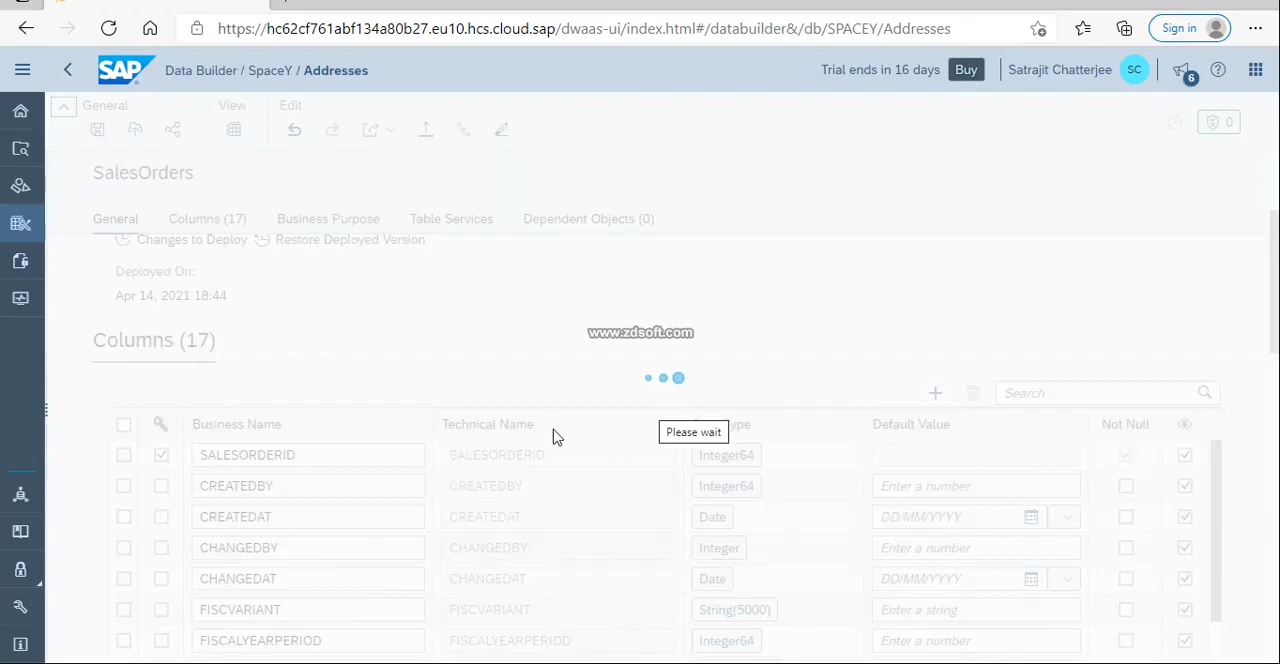 https://hc62cf761abf134a80b27.eu10.hcs.cloud.sap/dwaas-ui/index.html#/databuilder&/db/SPACEY/Addresses
Sign in
SAP Data Builder / SpaceY / Addresses
Trial ends in 16 days Buy Satrajit Chatterjee SC 6
General View Edit
0
SalesOrders
General Columns (17) Business Purpose Table Services Dependent Objects (0)
Changes to Deploy Restore Deployed Version
Deployed On:
Apr 14, 2021 18:44
www.zdsoft.com
Columns (17)
Search
Please wait
Business Name Technical Name Default Value Not Null
SALESORDERID SALESORDERID Integer64
CREATEDBY CREATEDBY Integer64 Enter a number
CREATEDAT CREATEDAT Date DD/MM/YYYY
CHANGEDBY CHANGEDBY Integer Enter a number
CHANGEDAT CHANGEDAT Date DD/MM/YYYY
FISCVARIANT FISCVARIANT String(5000) Enter a string
FISCALYEARPERIOD FISCALYEARPERIOD Integer64 Enter a number